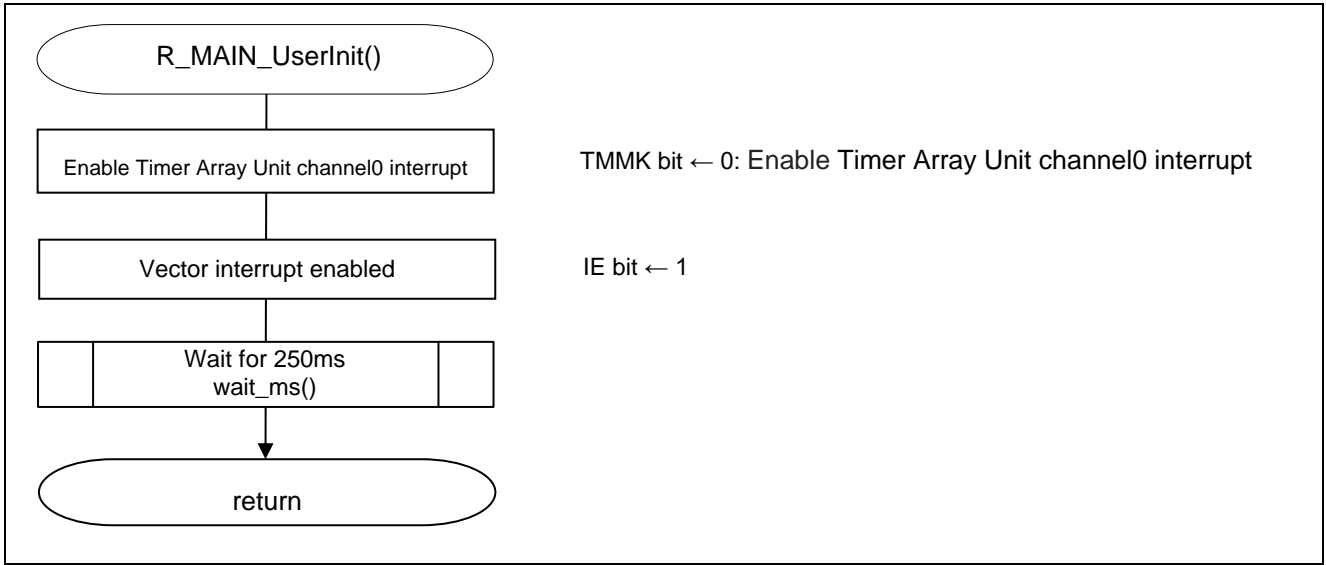 R_MAIN_UserInit()
Enable Timer Array Unit channel0 interrupt
TMMK bit ← 0: Enable Timer Array Unit channel0 interrupt
Vector interrupt enabled
IE bit ← 1
Wait for 250ms
wait_ms()
return